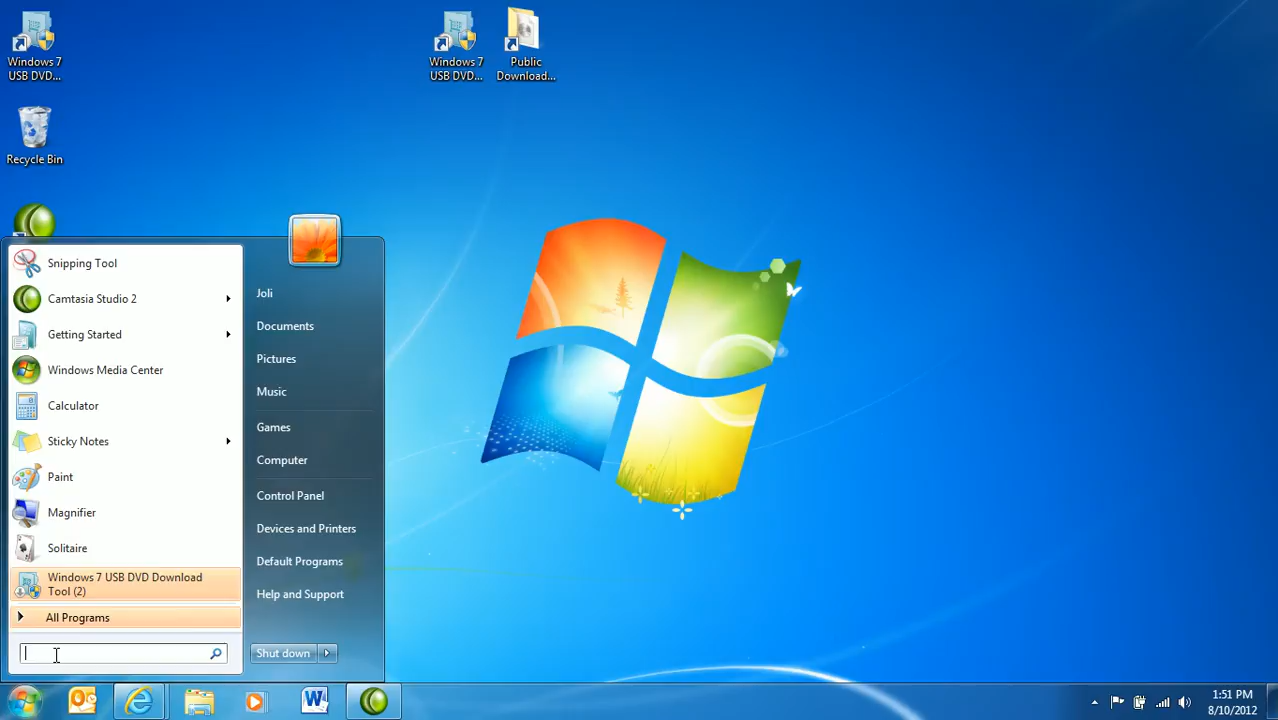 Windows 7
USB DVD...
Windows 7
USB DVD...
Public
Download...
Recycle Bin
Snipping Tool
Camtasia Studio 2
Getting Started
Windows Media Center
Calculator
Sticky Notes
Paint
Magnifier
Solitaire
Windows 7 USB DVD Download
Tool (2)
All Programs
Joli
Documents
Pictures
Music
Games
Computer
Control Panel
Devices and Printers
Default Programs
Help and Support
Shut down
1:51 PM
8/10/2012